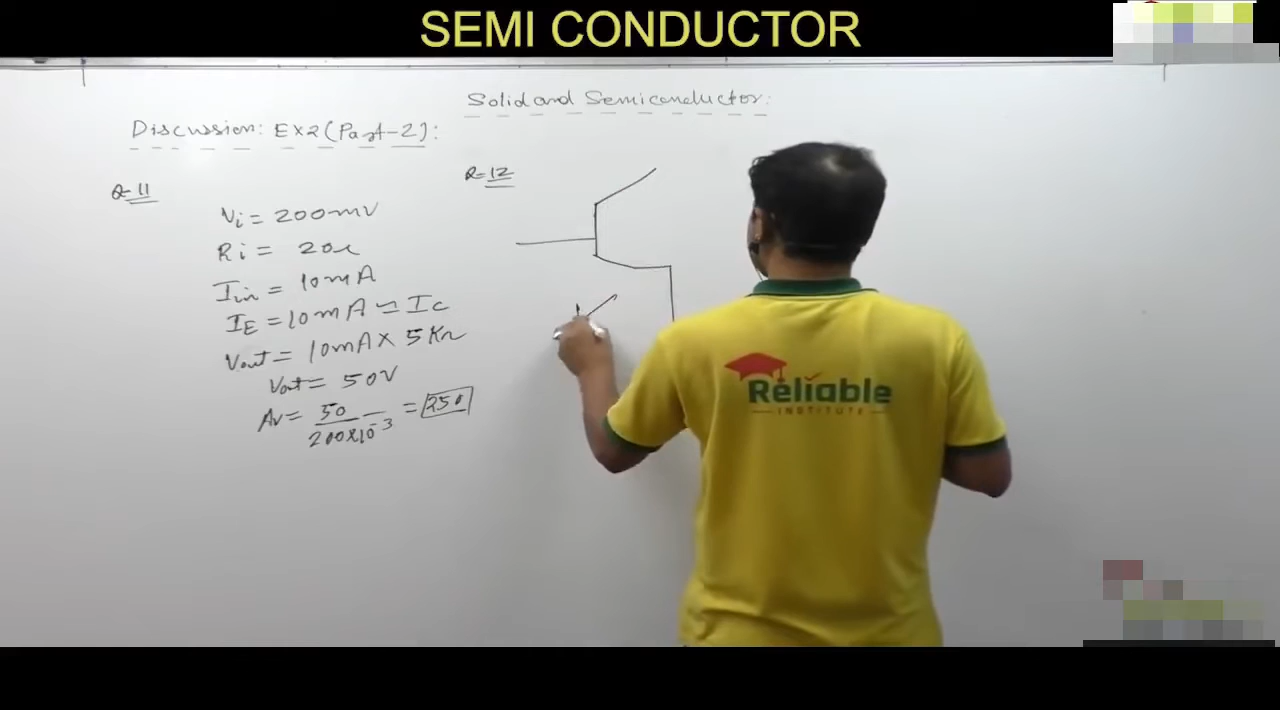 SEMI CONDUCTOR
Solid and Semiconductor:
Discussion: EX2 (Part-2):
Q-11
Vi = 200mV
Ri = 20Ω
Iin = 10mA
IE = 10mA ≃ IC
Vout = 10mA × 5KΩ
Vout = 50V
Av = 50 / 200×10⁻³ = 250
Q-12
Reliable
INSTITUTE